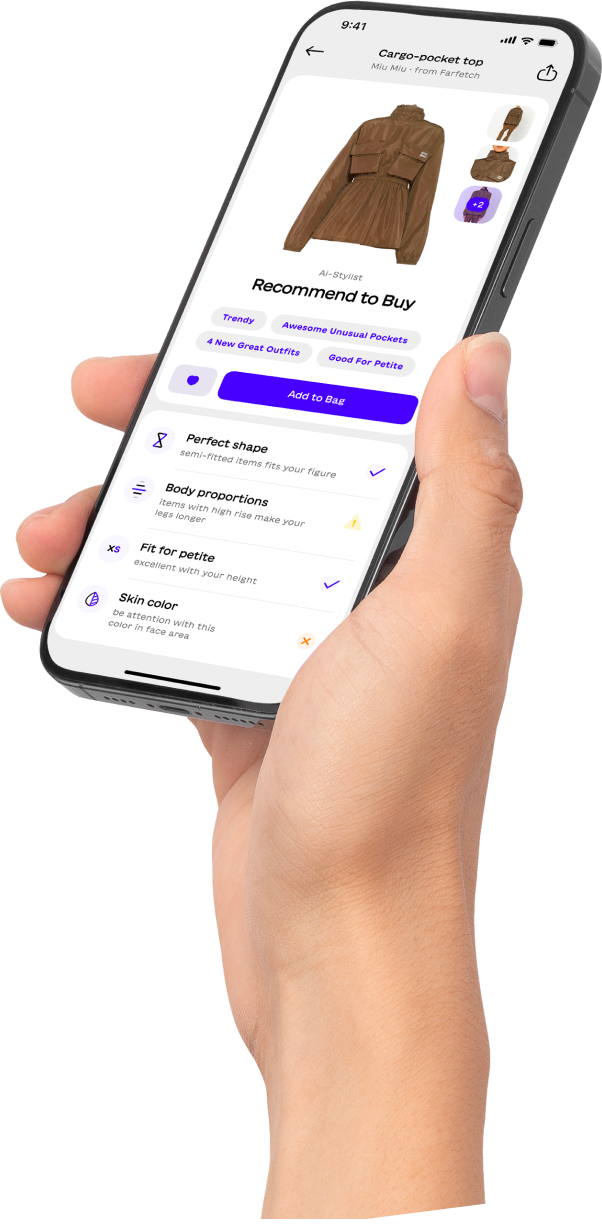 9:41
Cargo-pocket top
Miu Miu · from Farfetch
+2
Ai-Stylist
Recommend to Buy
Trendy
Awesome Unusual Pockets
4 New Great Outfits
Good For Petite
Add to Bag
Perfect shape
semi-fitted items fits your figure
Body proportions
items with high rise make your
legs longer
!
xs
Fit for petite
excellent with your height
Skin color
be attention with this
color in face area